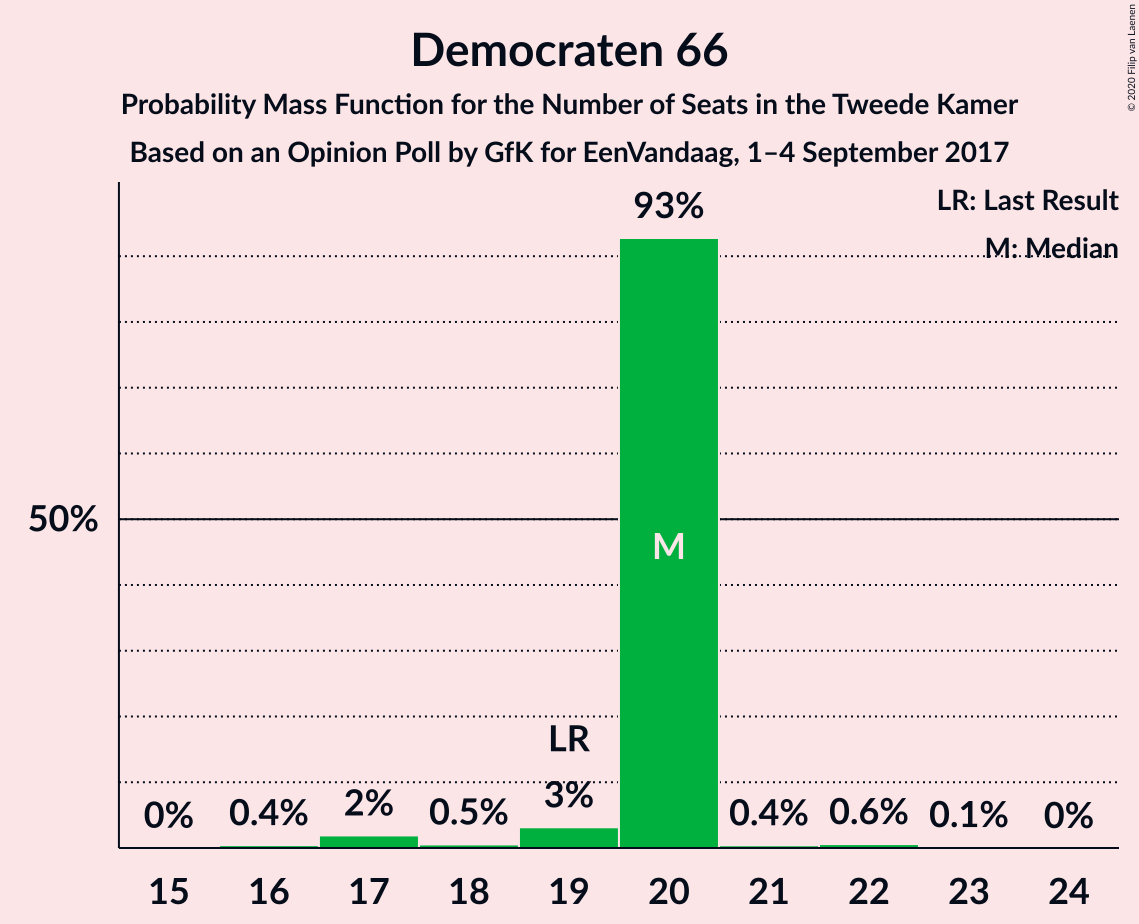 Democraten 66
Probability Mass Function for the Number of Seats in the Tweede Kamer
Based on an Opinion Poll by GfK for EenVandaag, 1–4 September 2017
© 2020 Filip van Laenen
LR: Last Result
M: Median
93%
50%
M
LR
0% 0.4% 2% 0.5% 3% 0.4% 0.6% 0.1% 0%
15 16 17 18 19 20 21 22 23 24